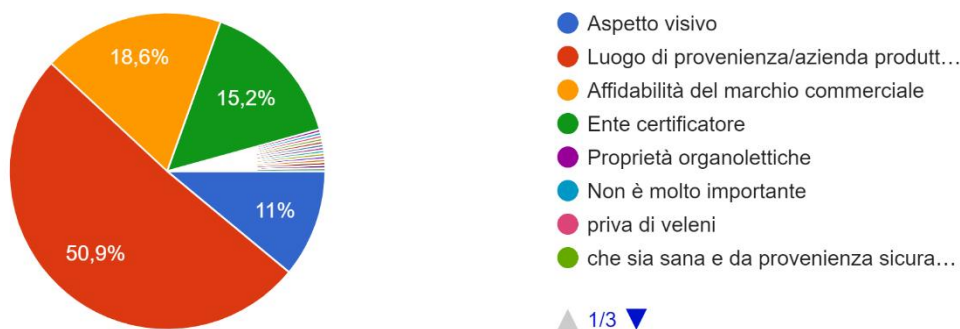 18,6%
15,2%
11%
50,9%
Aspetto visivo
Luogo di provenienza/azienda produtt…
Affidabilità del marchio commerciale
Ente certificatore
Proprietà organolettiche
Non è molto importante
priva di veleni
che sia sana e da provenienza sicura…
1/3